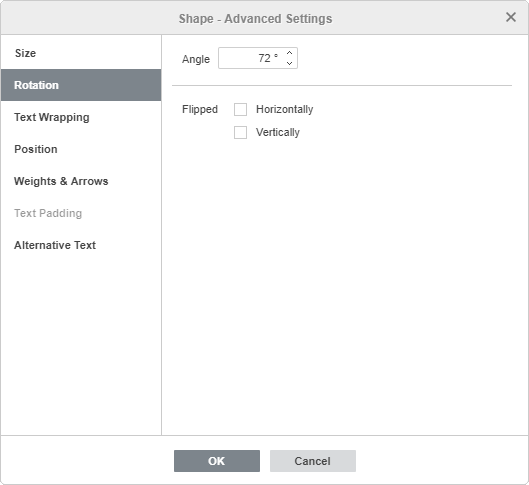 Shape - Advanced Settings
Size
Rotation
Text Wrapping
Position
Weights & Arrows
Text Padding
Alternative Text
Angle 72 °
Flipped Horizontally
Vertically
OK Cancel